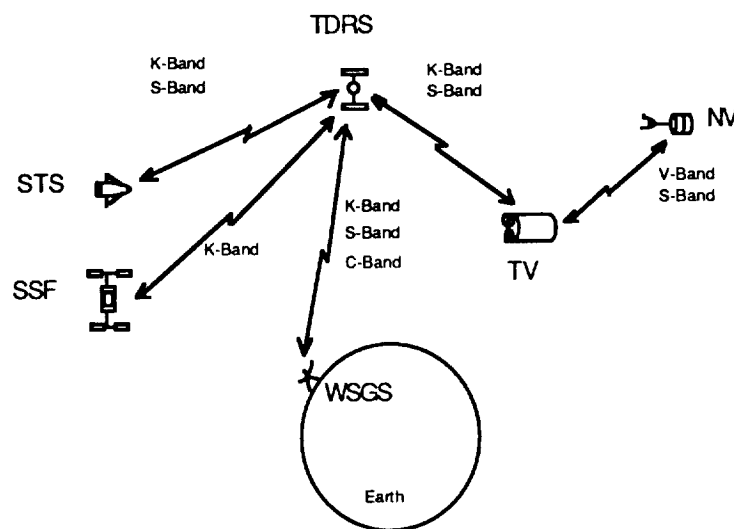 TDRS
K-Band
S-Band
K-Band
S-Band
NV
STS
V-Band
S-Band
K-Band
S-Band
C-Band
K-Band
TV
SSF
WSGS
Earth